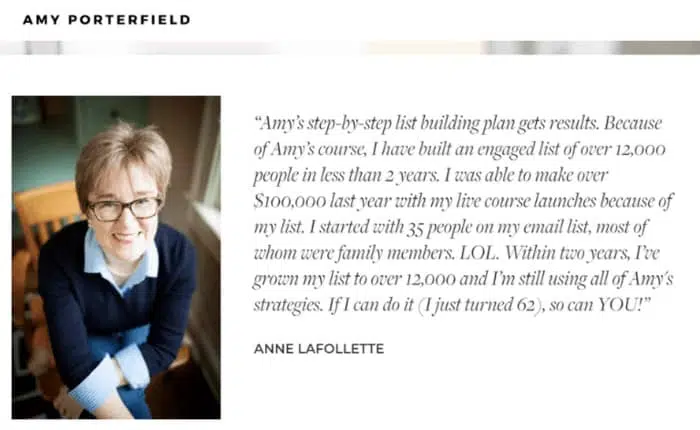 AMY PORTERFIELD
“Amy’s step-by-step list building plan gets results. Because
of Amy’s course, I have built an engaged list of over 12,000
people in less than 2 years. I was able to make over
$100,000 last year with my live course launches because of
my list. I started with 35 people on my email list, most of
whom were family members. LOL. Within two years, I’ve
grown my list to over 12,000 and I’m still using all of Amy’s
strategies. If I can do it (I just turned 62), so can YOU!”
ANNE LAFOLLETTE